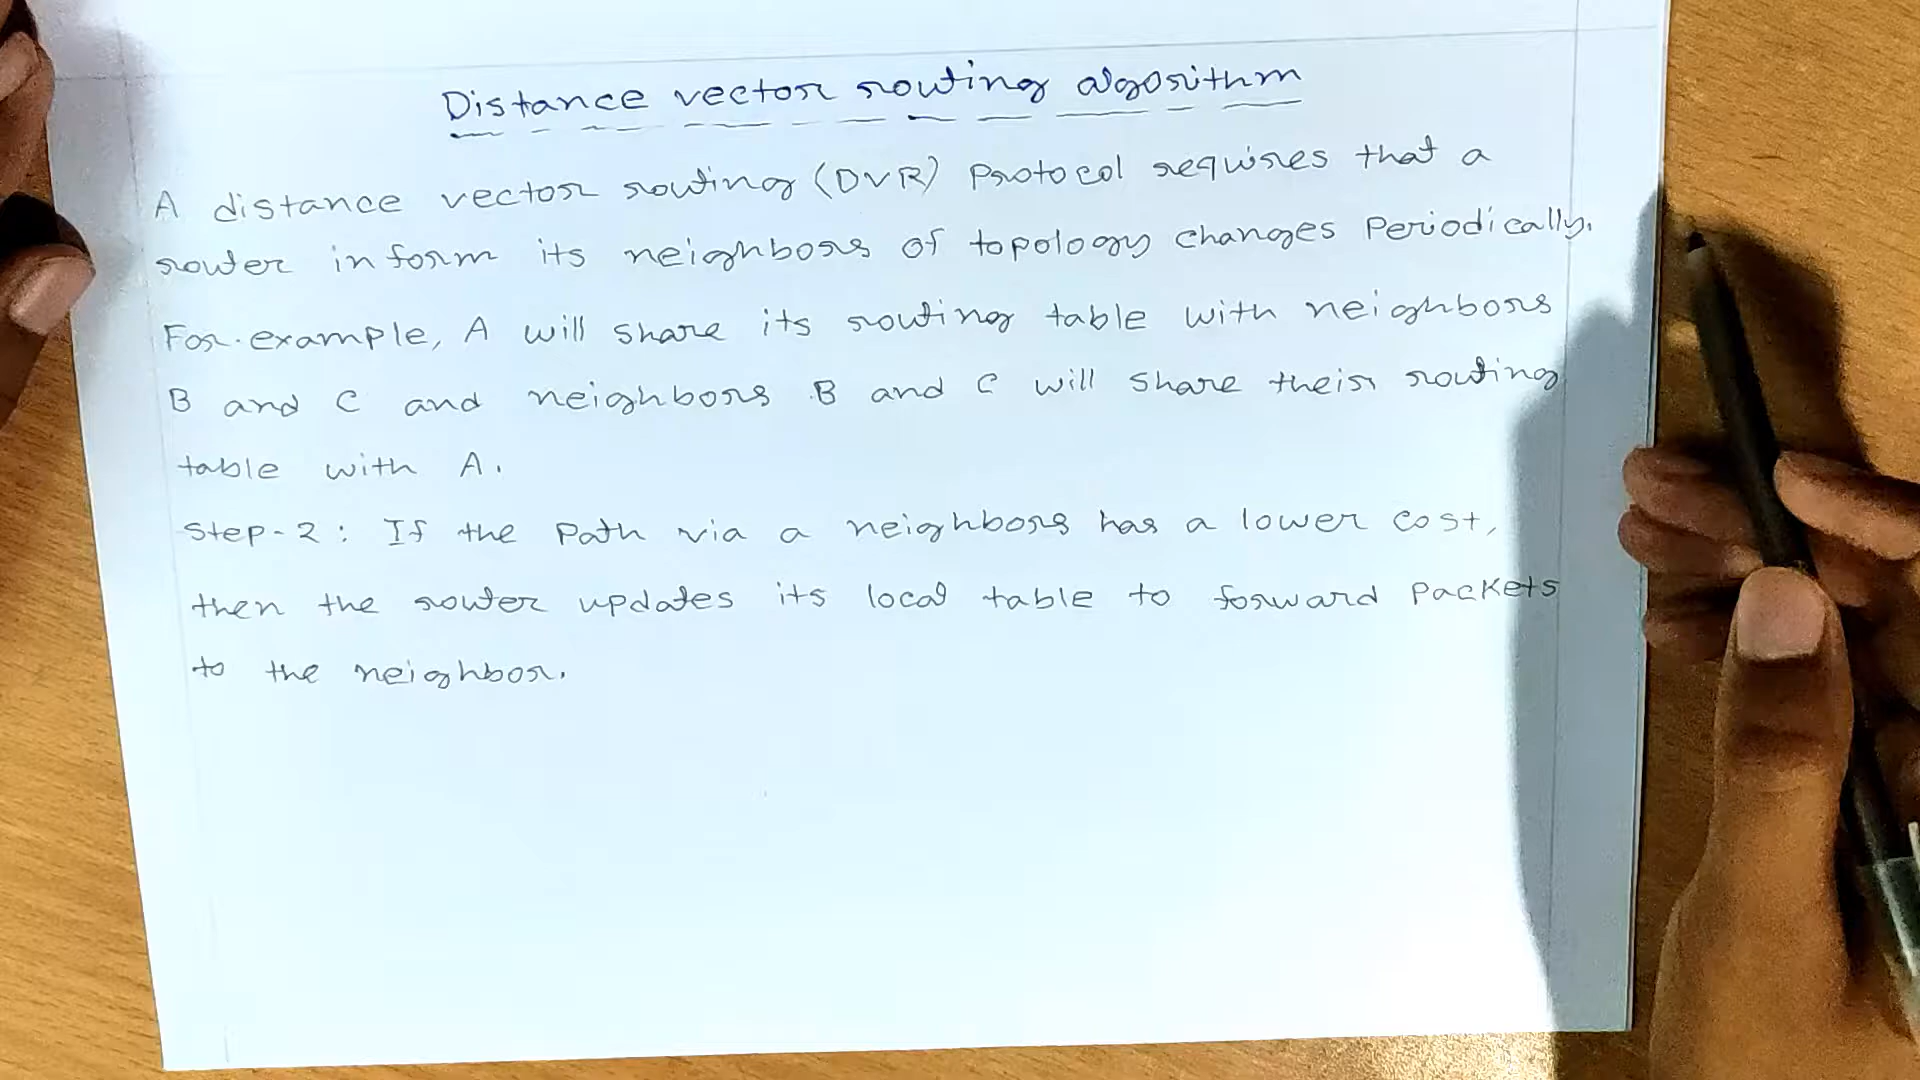 Distance vector routing algorithm
A distance vector routing (DVR) Protocol requires that a
router inform its neighbors of topology changes Periodically.
For example, A will share its routing table with neighbors
B and C and neighbors B and C will share their routing
table with A.
Step-2: If the Path via a neighbors has a lower cost,
then the router updates its local table to forward Packets
to the neighbor.